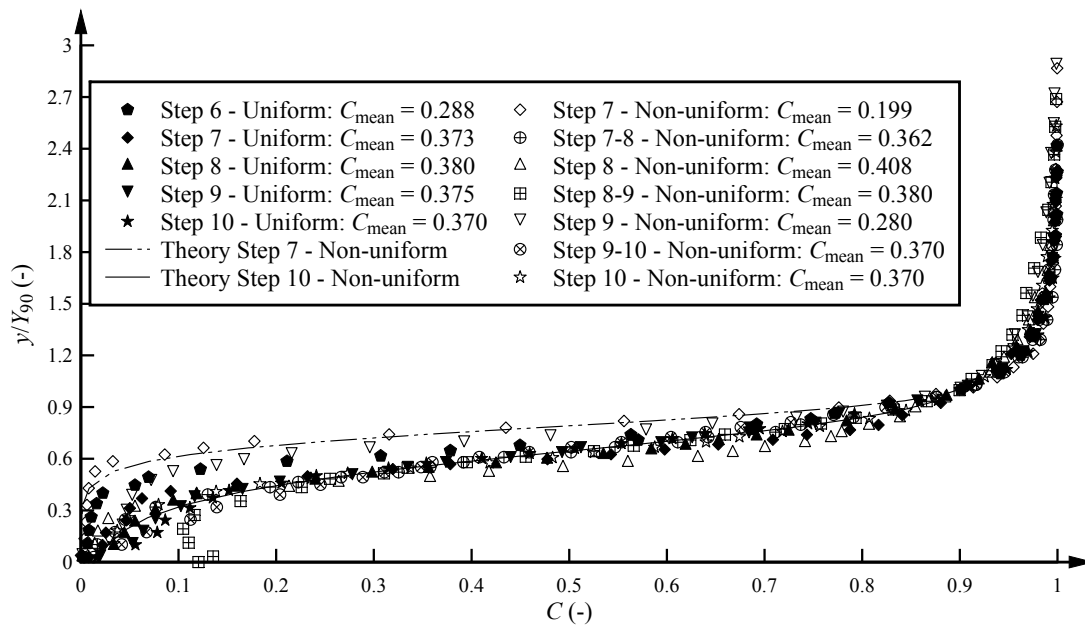 3
2.7
2.4
2.1
1.8
1.5
1.2
0.9
0.6
0.3
0
y/Y90 (-)
Step 6 - Uniform: Cmean = 0.288
Step 7 - Uniform: Cmean = 0.373
Step 8 - Uniform: Cmean = 0.380
Step 9 - Uniform: Cmean = 0.375
Step 10 - Uniform: Cmean = 0.370
Theory Step 7 - Non-uniform
Theory Step 10 - Non-uniform
Step 7 - Non-uniform: Cmean = 0.199
Step 7-8 - Non-uniform: Cmean = 0.362
Step 8 - Non-uniform: Cmean = 0.408
Step 8-9 - Non-uniform: Cmean = 0.380
Step 9 - Non-uniform: Cmean = 0.280
Step 9-10 - Non-uniform: Cmean = 0.370
Step 10 - Non-uniform: Cmean = 0.370
0 0.1 0.2 0.3 0.4 0.5 0.6 0.7 0.8 0.9 1
C (-)